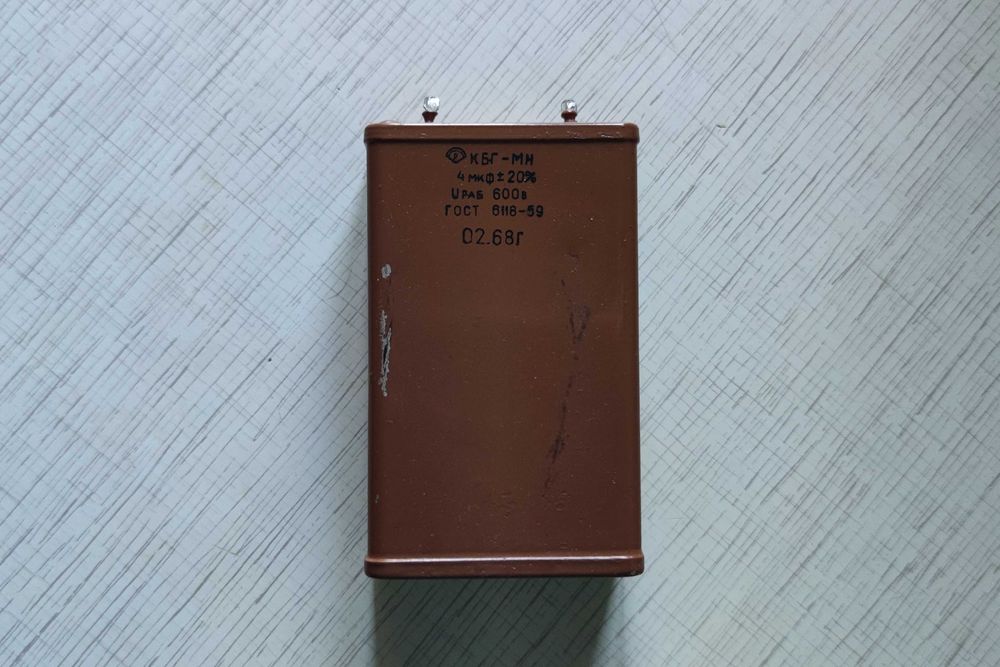 КБГ-МН
4 мкф ± 20%
Uраб 600в
ГОСТ 6118-59
02.68г